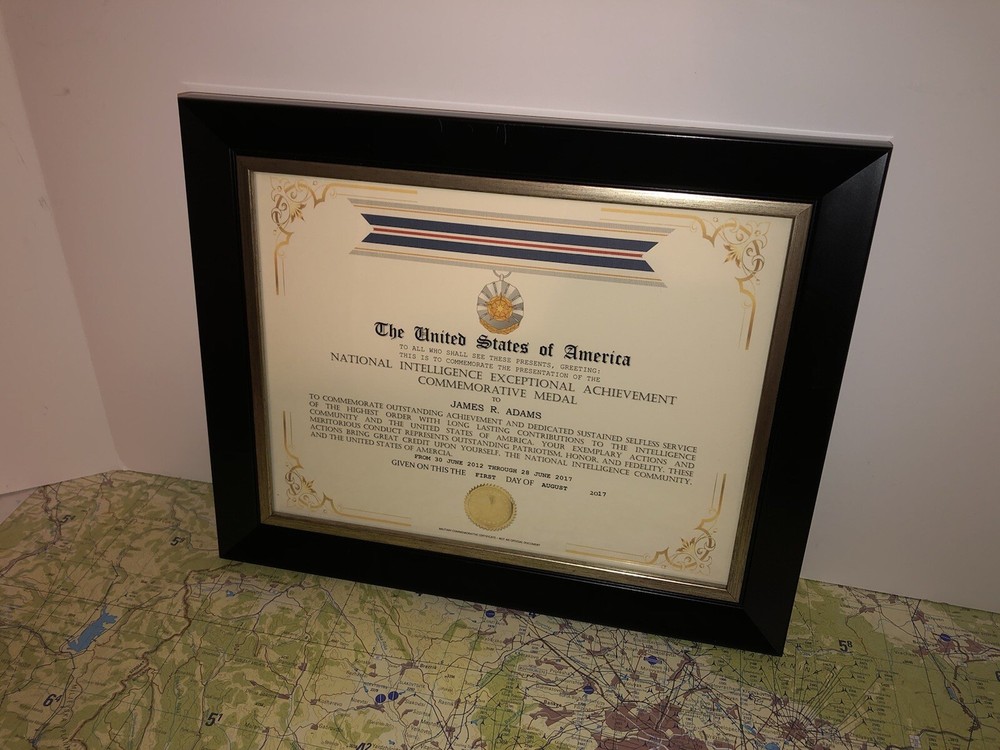 The United States of America
TO ALL WHO SHALL SEE THESE PRESENTS, GREETING:
THIS IS TO COMMEMORATE THE PRESENTATION OF THE
NATIONAL INTELLIGENCE EXCEPTIONAL ACHIEVEMENT
COMMEMORATIVE MEDAL
TO
JAMES R. ADAMS
TO COMMEMORATE OUTSTANDING ACHIEVEMENT AND DEDICATED SUSTAINED SELFLESS SERVICE
OF THE HIGHEST ORDER WITH LONG LASTING CONTRIBUTIONS TO THE INTELLIGENCE
COMMUNITY AND THE UNITED STATES OF AMERICA. YOUR EXEMPLARY ACTIONS AND
MERITORIOUS CONDUCT REPRESENTS OUTSTANDING PATRIOTISM, HONOR, AND FEDELITY. THESE
ACTIONS BRING GREAT CREDIT UPON YOURSELF, THE NATIONAL INTELLIGENCE COMMUNITY,
AND THE UNITED STATES OF AMERCIA.
FROM 30 JUNE 2012 THROUGH 28 JUNE 2017
GIVEN ON THIS THE FIRST DAY OF AUGUST 2017
5¹
5⁸
6⁴
5¹